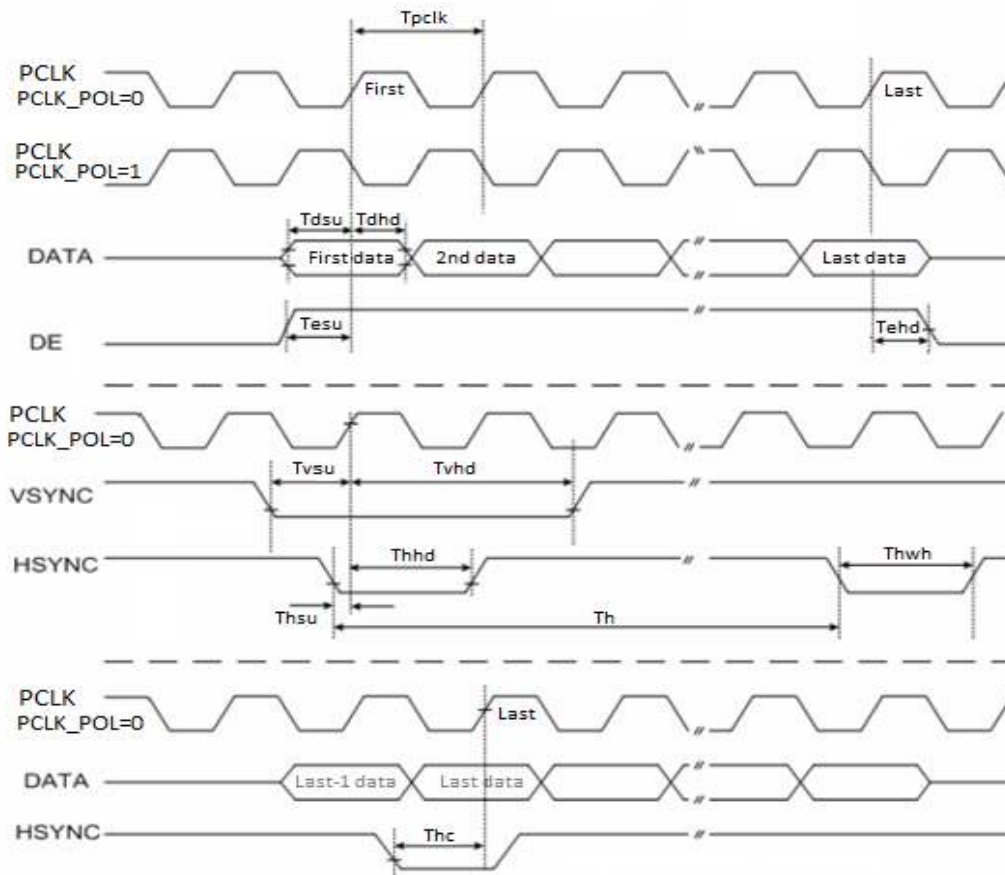 Tpclk
PCLK
PCLK_POL=0
First
Last
PCLK
PCLK_POL=1
Tdsu Tdhd
DATA
First data
2nd data
Last data
DE
Tesu
Tehd
PCLK
PCLK_POL=0
Tvsu
Tvhd
VSYNC
HSYNC
Thhd
Thwh
Thsu
Th
PCLK
PCLK_POL=0
Last
DATA
Last-1 data
Last data
HSYNC
Thc